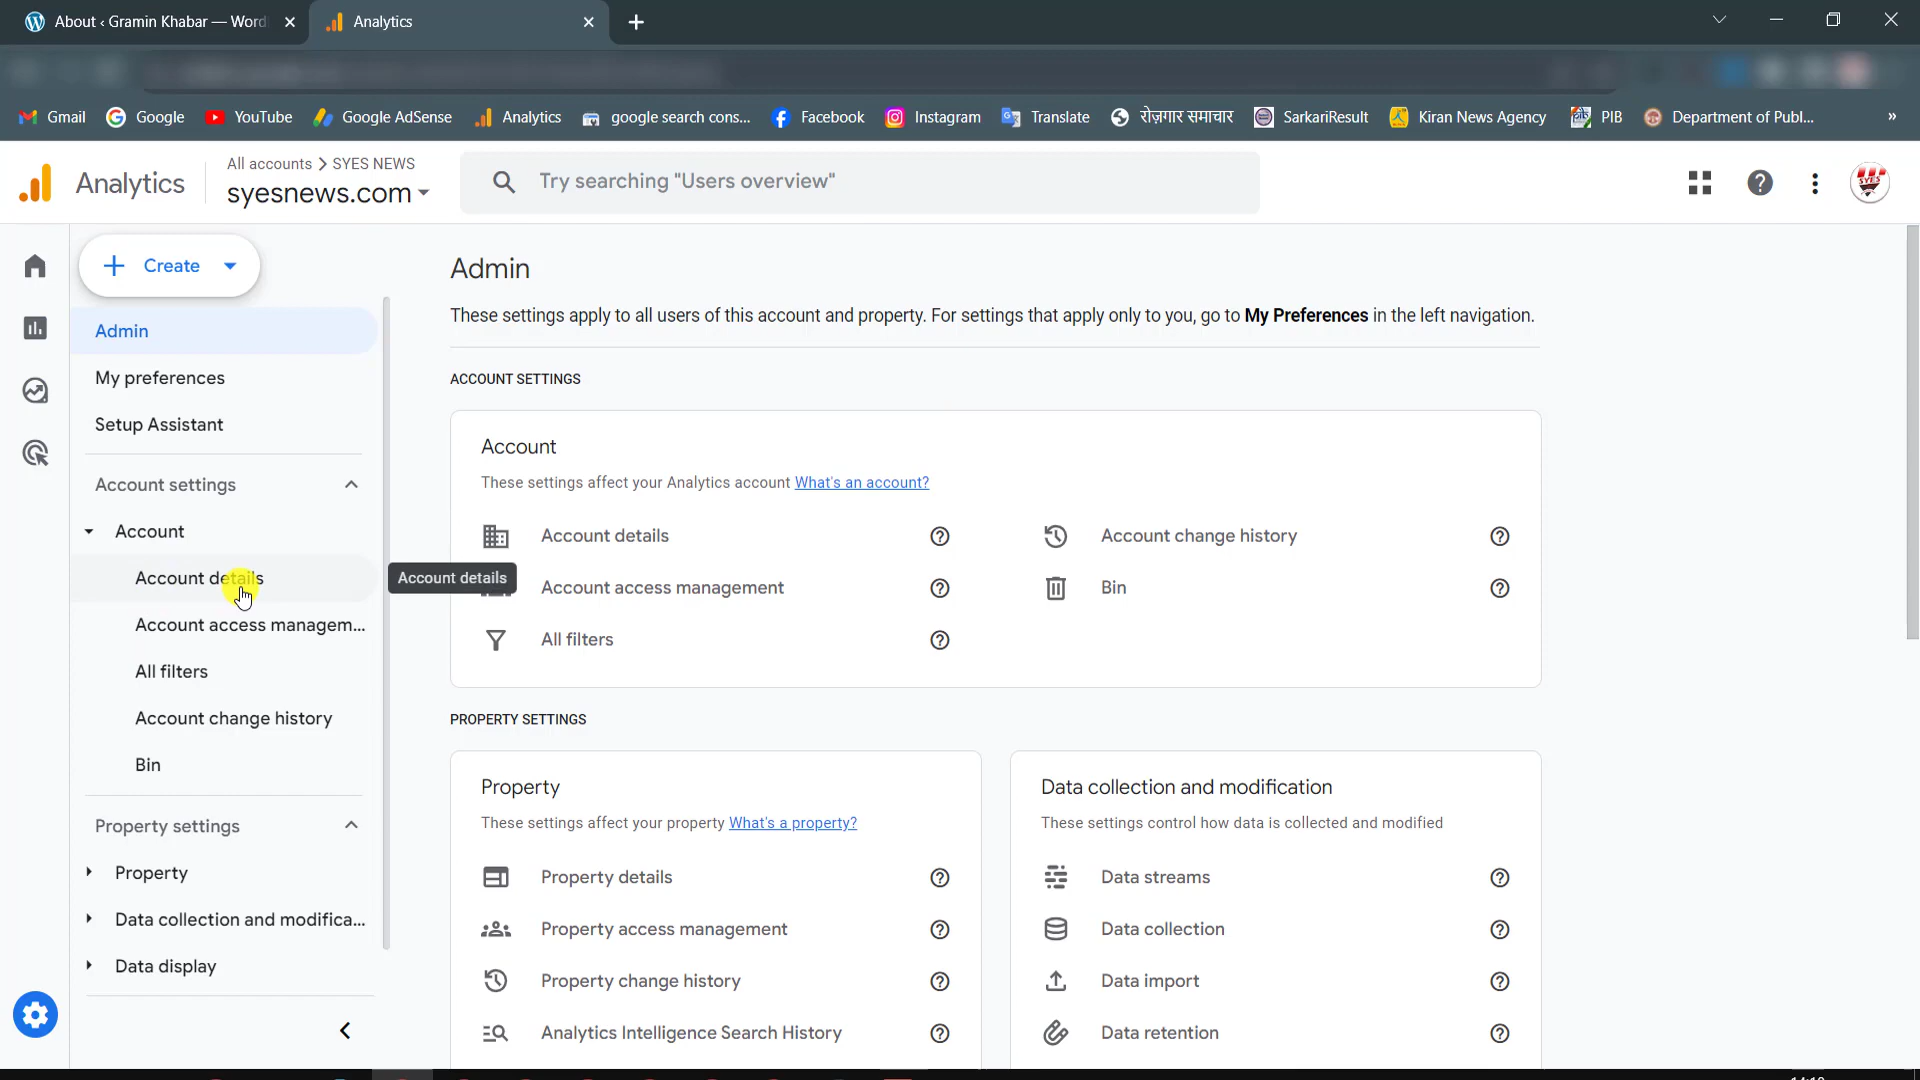 About ‹ Gramin Khabar — Word
Analytics
Gmail
Google
YouTube
Google AdSense
Analytics
google search cons...
Facebook
Instagram
Translate
रोज़गार समाचार
SarkariResult
Kiran News Agency
PIB
Department of Publ...
»
Analytics
All accounts > SYES NEWS
syesnews.com
Try searching "Users overview"
SYES
Create
Admin
My preferences
Setup Assistant
Account settings
Account
Account details
Account access managem...
All filters
Account change history
Bin
Property settings
Property
Data collection and modifica...
Data display
Account details
Admin
These settings apply to all users of this account and property. For settings that apply only to you, go to My Preferences in the left navigation.
ACCOUNT SETTINGS
Account
These settings affect your Analytics account What's an account?
Account details
Account change history
Account access management
Bin
All filters
PROPERTY SETTINGS
Property
These settings affect your property What's a property?
Property details
Property access management
Property change history
Analytics Intelligence Search History
Data collection and modification
These settings control how data is collected and modified
Data streams
Data collection
Data import
Data retention